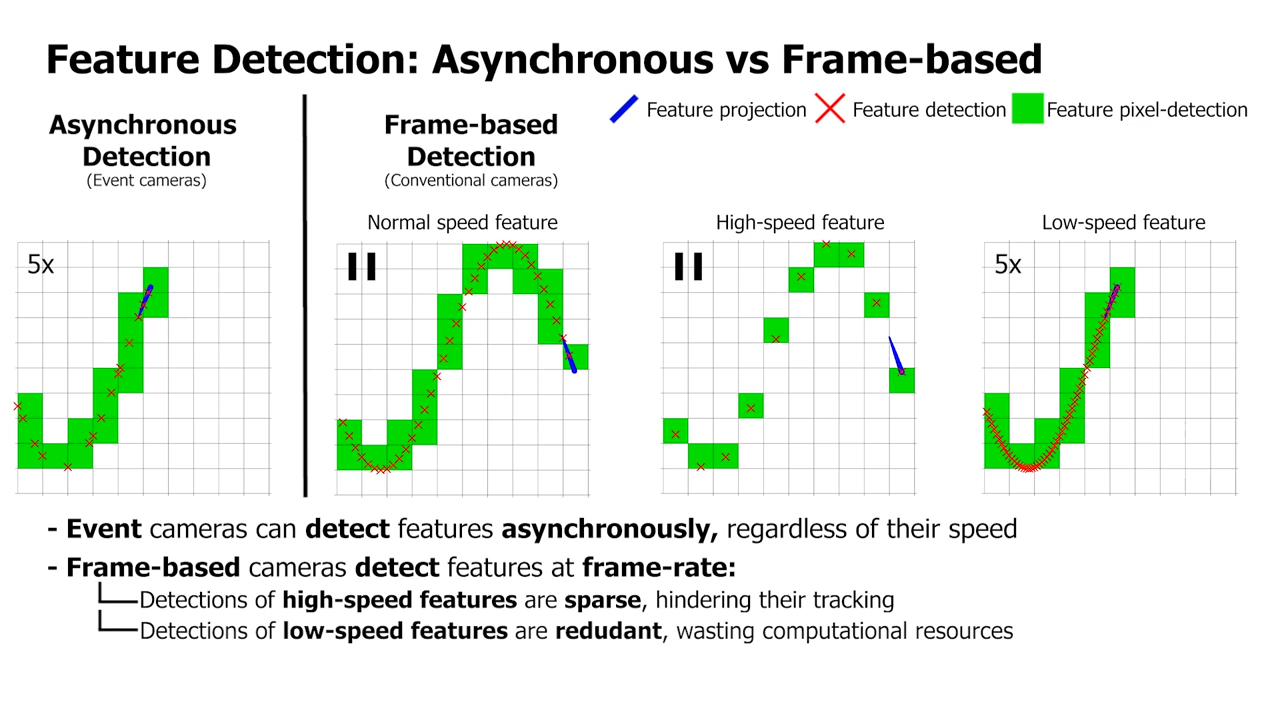 Feature Detection: Asynchronous vs Frame-based
Asynchronous
Detection
(Event cameras)
Frame-based
Detection
(Conventional cameras)
Feature projection
Feature detection
Feature pixel-detection
Normal speed feature
High-speed feature
Low-speed feature
5x
5x
- Event cameras can detect features asynchronously, regardless of their speed
- Frame-based cameras detect features at frame-rate:
Detections of high-speed features are sparse, hindering their tracking
Detections of low-speed features are redudant, wasting computational resources